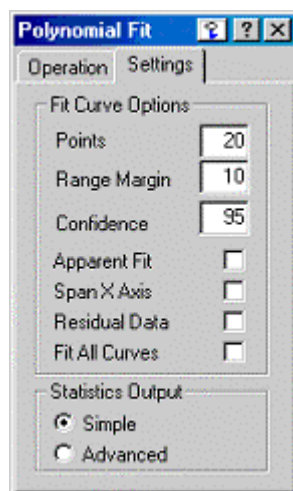 Polynomial Fit
Operation Settings
Fit Curve Options
Points 20
Range Margin 10
Confidence 95
Apparent Fit
Span X Axis
Residual Data
Fit All Curves
Statistics Output
Simple
Advanced